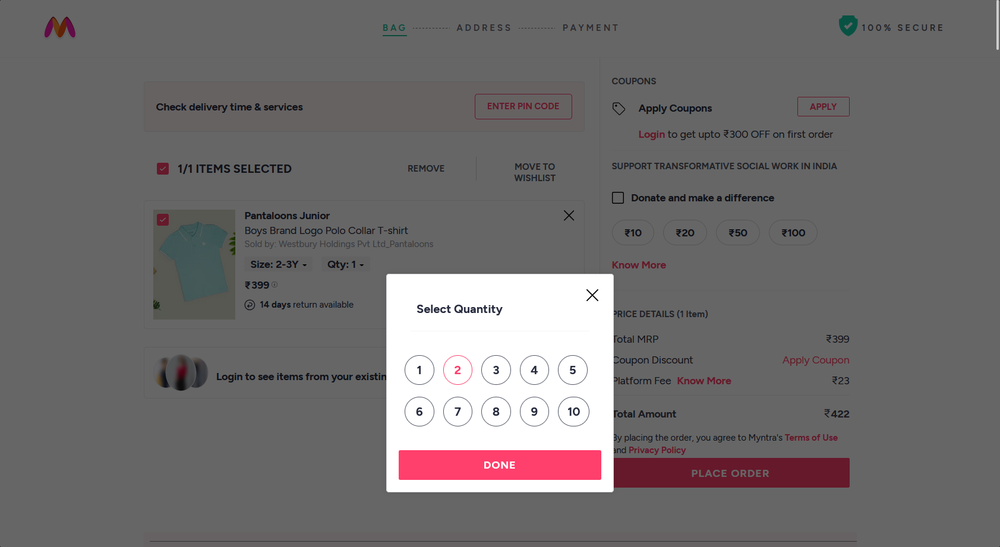 BAG ADDRESS PAYMENT
100% SECURE
Check delivery time & services
ENTER PIN CODE
1/1 ITEMS SELECTED
REMOVE
MOVE TO
WISHLIST
Pantaloons Junior
Boys Brand Logo Polo Collar T-shirt
Sold by: Westbury Holdings Pvt Ltd_Pantaloons
Size: 2-3Y Qty: 1
₹399
14 days return available
Login to see items from your existin
COUPONS
Apply Coupons
APPLY
Login to get upto ₹300 OFF on first order
SUPPORT TRANSFORMATIVE SOCIAL WORK IN INDIA
Donate and make a difference
₹10 ₹20 ₹50 ₹100
Know More
PRICE DETAILS (1 Item)
Total MRP ₹399
Coupon Discount Apply Coupon
Platform Fee Know More ₹23
Total Amount ₹422
By placing the order, you agree to Myntra's Terms of Use
and Privacy Policy
PLACE ORDER
Select Quantity
1 2 3 4 5
6 7 8 9 10
DONE